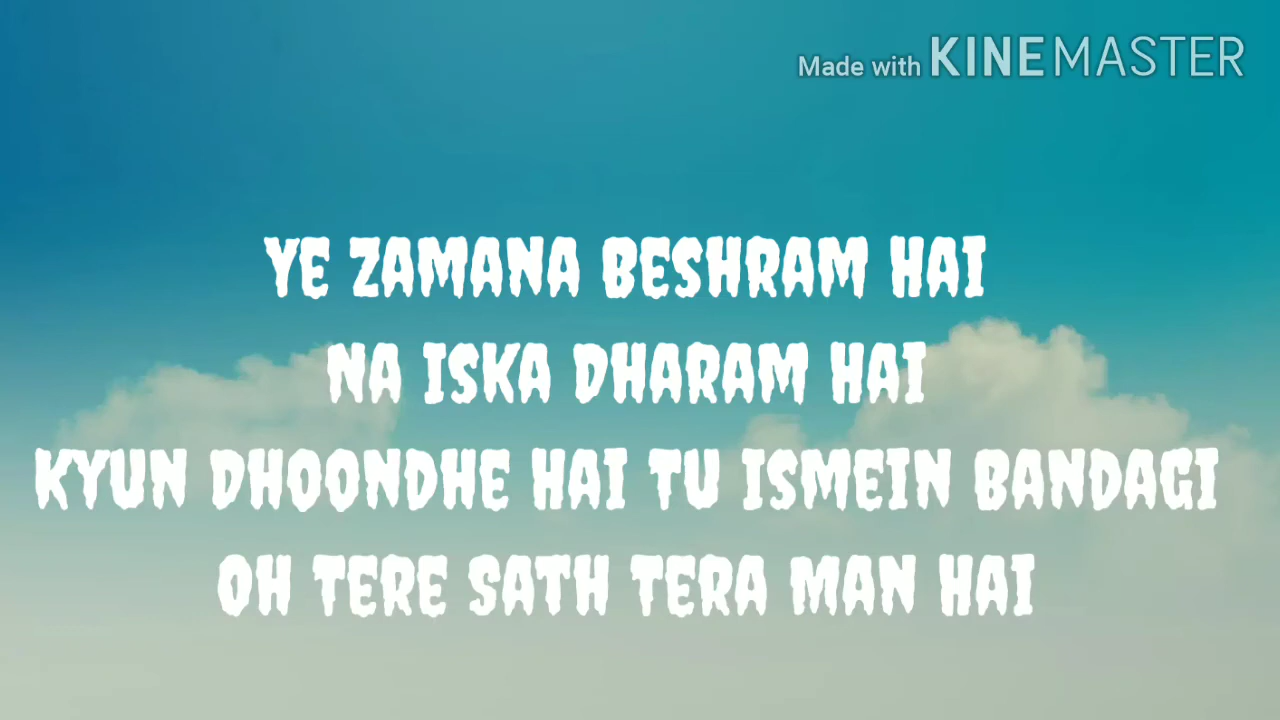 Made with KINEMASTER
YE ZAMANA BESHRAM HAI
NA ISKA DHARAM HAI
KYUN DHOONDHE HAI TU ISMEIN BANDAGI
OH TERE SATH TERA MAN HAI